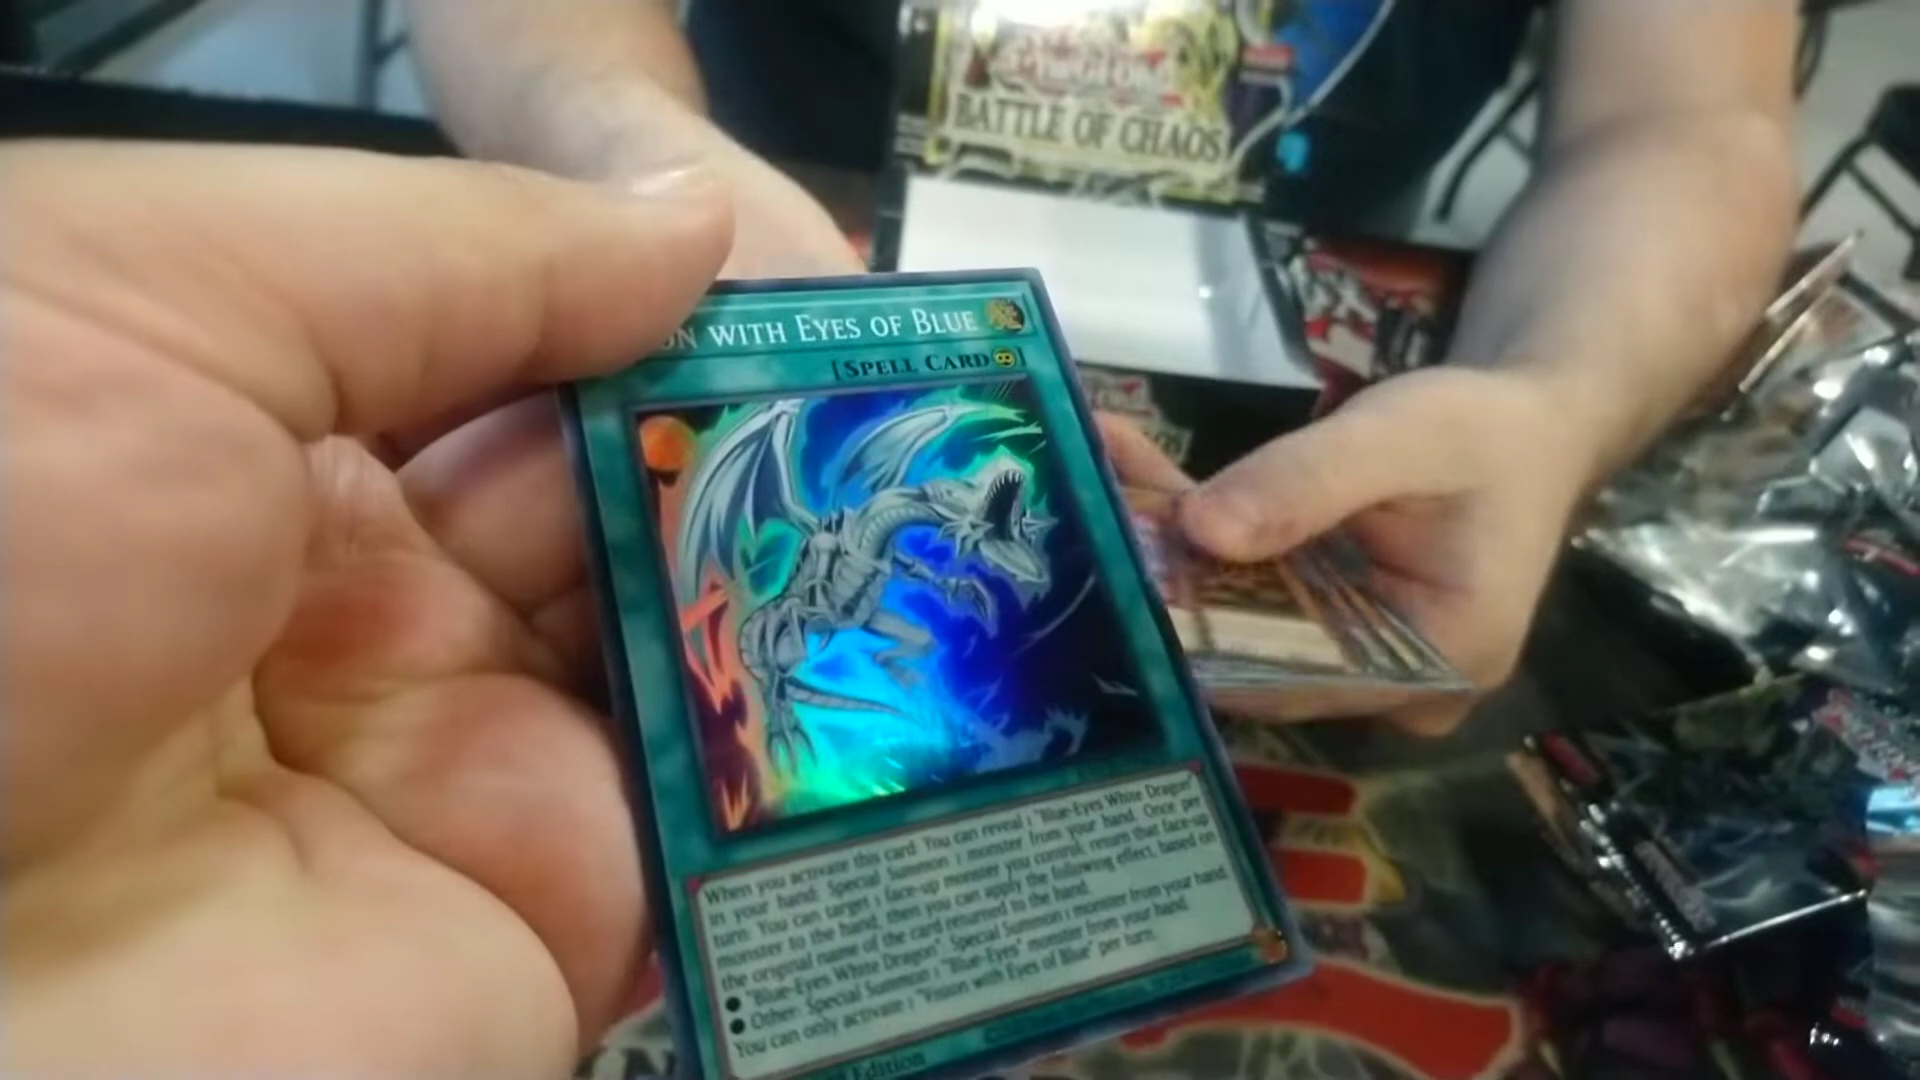 BATTLE OF CHAOS
ON WITH EYES OF BLUE
[SPELL CARD]
When you activate this card: You can reveal 1 "Blue-Eyes White Dragon"
in your hand; Special Summon 1 monster from your hand. Once per
turn: You can target 1 face-up monster you control; return that face-up
monster to the hand, then you can apply the following effect, based on
the original name of the card returned to the hand.
● "Blue-Eyes White Dragon": Special Summon 1 monster from your hand.
● Other: Special Summon 1 "Blue-Eyes" monster from your hand.
You can only activate 1 "Vision with Eyes of Blue" per turn.
Edition